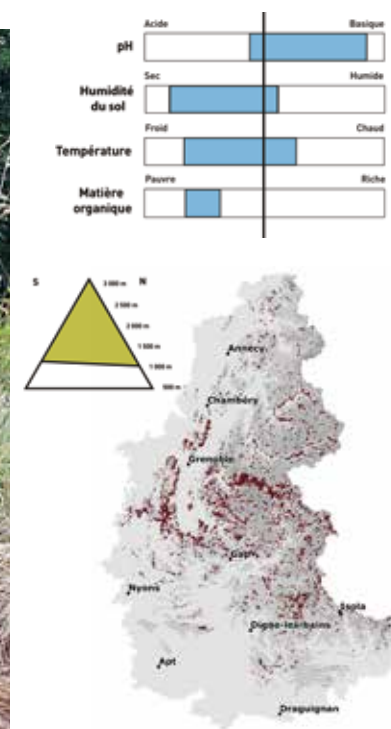 Acide Basique
pH
Sec Humide
Humidité
du sol
Froid Chaud
Température
Pauvre Riche
Matière
organique
S N
3 000 m
2 500 m
2 000 m
1 500 m
1 000 m
500 m
Annecy
Chambéry
Grenoble
Gap
Nyons
Isola
Digne-les-bains
Apt
Draguignan